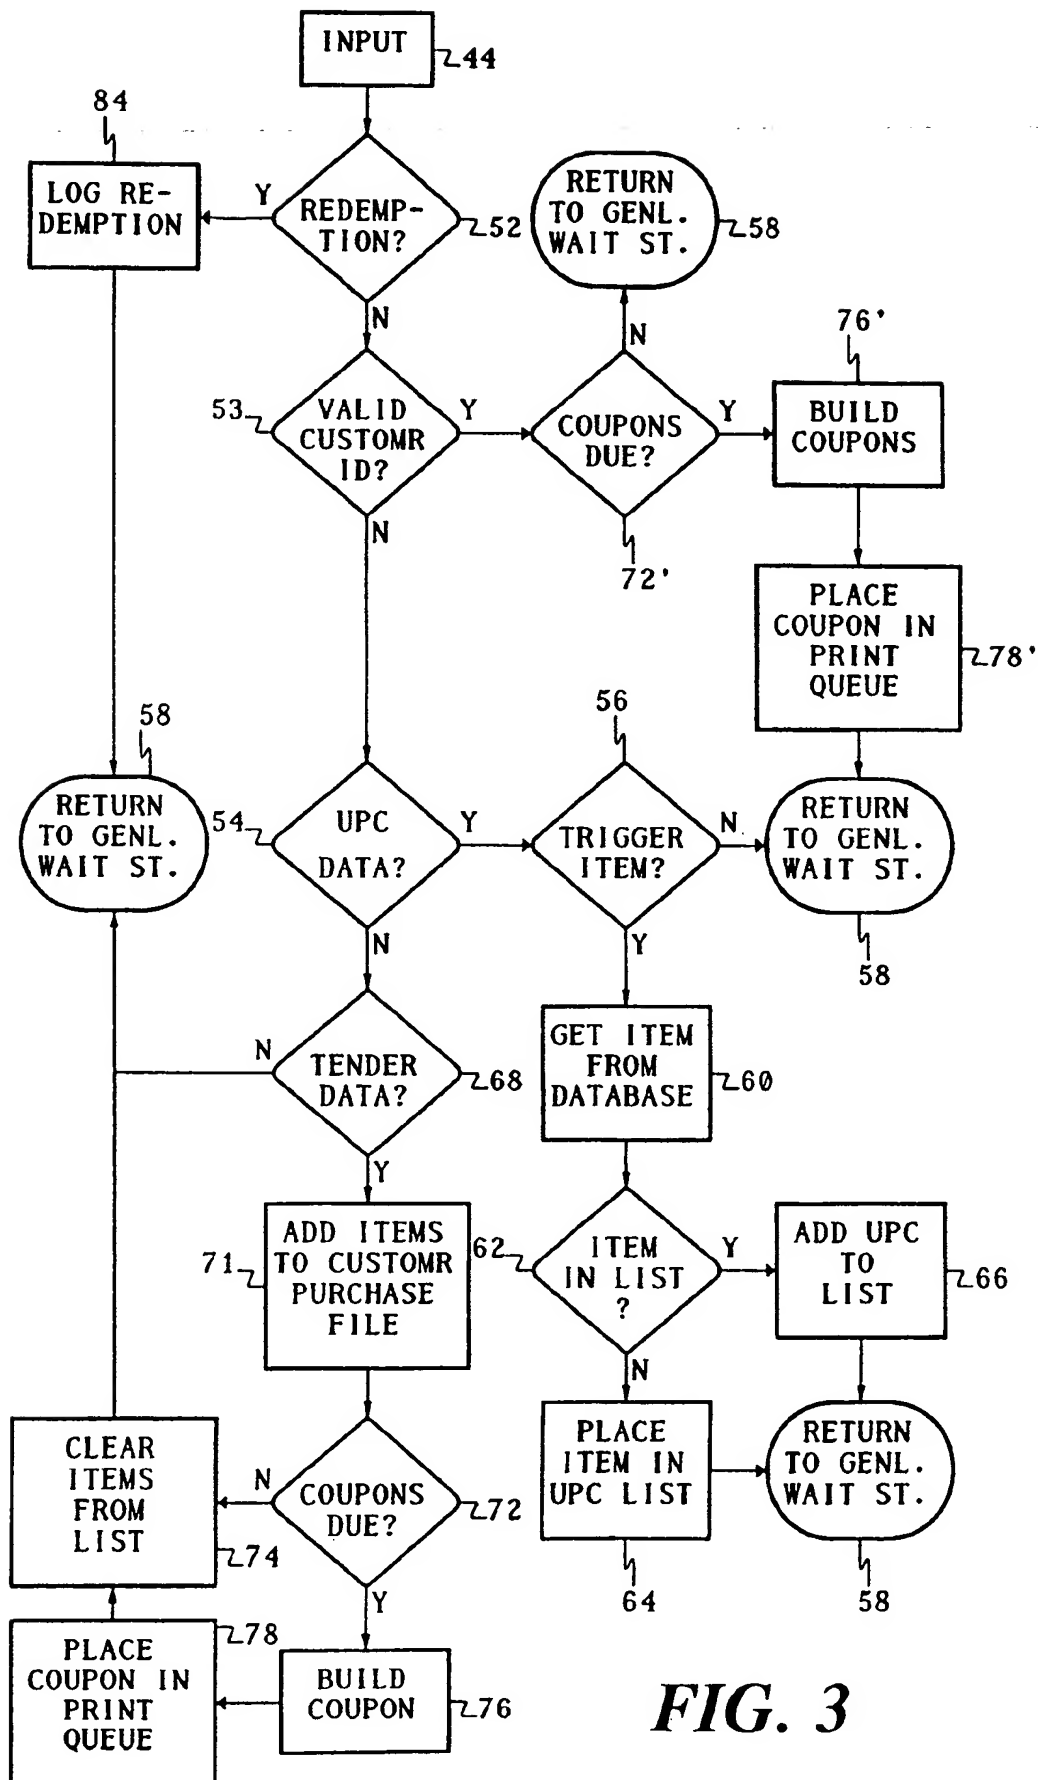 INPUT
44
84
LOG RE-
DEMPTION
Y
REDEMP-
TION?
52
RETURN
TO GENL.
WAIT ST.
58
N
N
76'
53
VALID
CUSTOMR
ID?
Y
COUPONS
DUE?
Y
BUILD
COUPONS
N
72'
PLACE
COUPON IN
PRINT
QUEUE
78'
58
56
RETURN
TO GENL.
WAIT ST.
54
UPC
DATA?
Y
TRIGGER
ITEM?
N
RETURN
TO GENL.
WAIT ST.
N
Y
58
N
TENDER
DATA?
68
GET ITEM
FROM
DATABASE
60
Y
71
ADD ITEMS
TO CUSTOMR
PURCHASE
FILE
62
ITEM
IN LIST
?
Y
ADD UPC
TO
LIST
66
N
CLEAR
ITEMS
FROM
LIST
74
N
COUPONS
DUE?
72
PLACE
ITEM IN
UPC LIST
RETURN
TO GENL.
WAIT ST.
64
58
Y
78
PLACE
COUPON IN
PRINT
QUEUE
BUILD
COUPON
76
FIG. 3